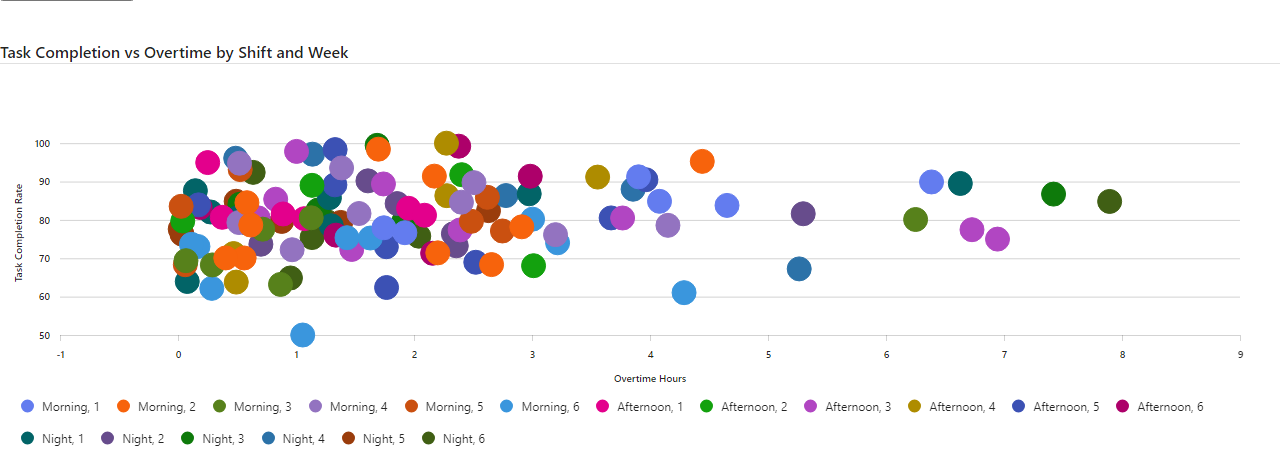 Task Completion vs Overtime by Shift and Week
Task Completion Rate
100
90
80
70
60
50
-1 0 1 2 3 4 5 6 7 8 9
Overtime Hours
Morning, 1 Morning, 2 Morning, 3 Morning, 4 Morning, 5 Morning, 6 Afternoon, 1 Afternoon, 2 Afternoon, 3 Afternoon, 4 Afternoon, 5 Afternoon, 6
Night, 1 Night, 2 Night, 3 Night, 4 Night, 5 Night, 6